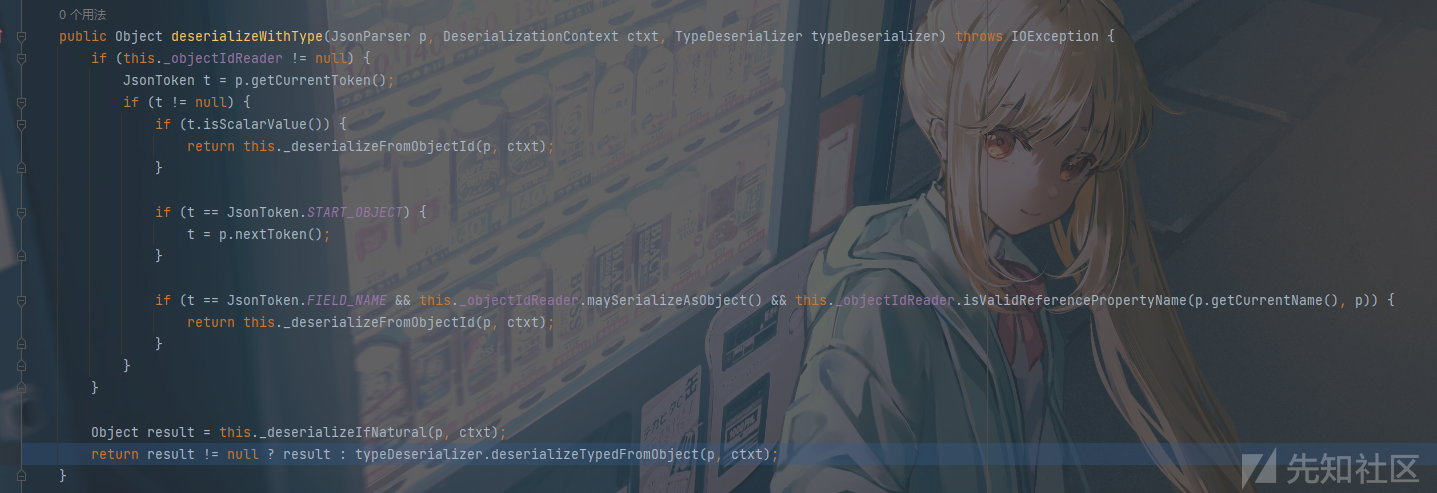 0 个用法
public Object deserializeWithType(JsonParser p, DeserializationContext ctxt, TypeDeserializer typeDeserializer) throws IOException {
if (this._objectIdReader != null) {
JsonToken t = p.getCurrentToken();
if (t != null) {
if (t.isScalarValue()) {
return this._deserializeFromObjectId(p, ctxt);
}
if (t == JsonToken.START_OBJECT) {
t = p.nextToken();
}
if (t == JsonToken.FIELD_NAME && this._objectIdReader.maySerializeAsObject() && this._objectIdReader.isValidReferencePropertyName(p.getCurrentName(), p)) {
return this._deserializeFromObjectId(p, ctxt);
}
}
}
Object result = this._deserializeIfNatural(p, ctxt);
return result != null ? result : typeDeserializer.deserializeTypedFromObject(p, ctxt);
}
先知社区